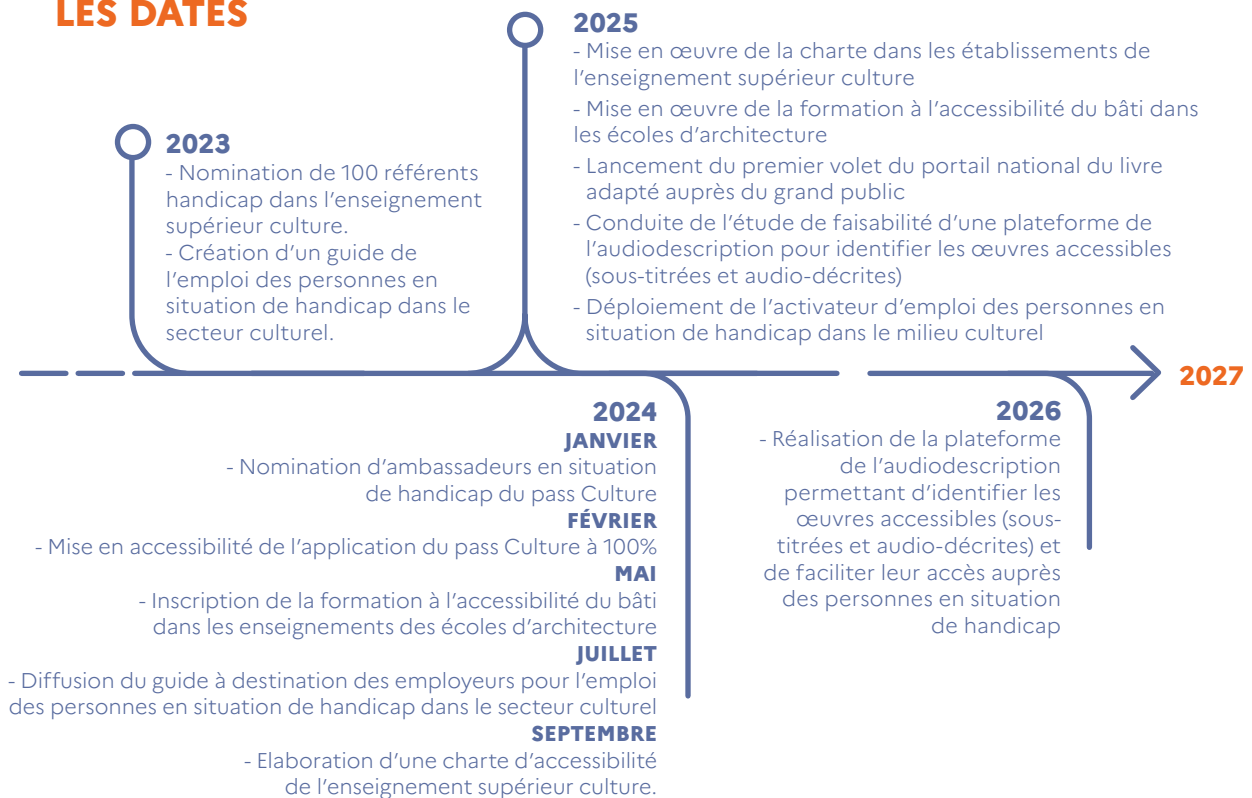 LES DATES
2023
- Nomination de 100 référents
handicap dans l'enseignement
supérieur culture.
- Création d'un guide de
l'emploi des personnes en
situation de handicap dans le
secteur culturel.
2025
- Mise en œuvre de la charte dans les établissements de
l'enseignement supérieur culture
- Mise en œuvre de la formation à l'accessibilité du bâti dans
les écoles d'architecture
- Lancement du premier volet du portail national du livre
adapté auprès du grand public
- Conduite de l'étude de faisabilité d'une plateforme de
l'audiodescription pour identifier les œuvres accessibles
(sous-titrées et audio-décrites)
- Déploiement de l'activateur d'emploi des personnes en
situation de handicap dans le milieu culturel
2027
2024
JANVIER
- Nomination d'ambassadeurs en situation
de handicap du pass Culture
FÉVRIER
- Mise en accessibilité de l'application du pass Culture à 100%
MAI
- Inscription de la formation à l'accessibilité du bâti
dans les enseignements des écoles d'architecture
JUILLET
- Diffusion du guide à destination des employeurs pour l'emploi
des personnes en situation de handicap dans le secteur culturel
SEPTEMBRE
- Elaboration d'une charte d'accessibilité
de l'enseignement supérieur culture.
2026
- Réalisation de la plateforme
de l'audiodescription
permettant d'identifier les
œuvres accessibles (sous-
titrées et audio-décrites) et
de faciliter leur accès auprès
des personnes en situation
de handicap